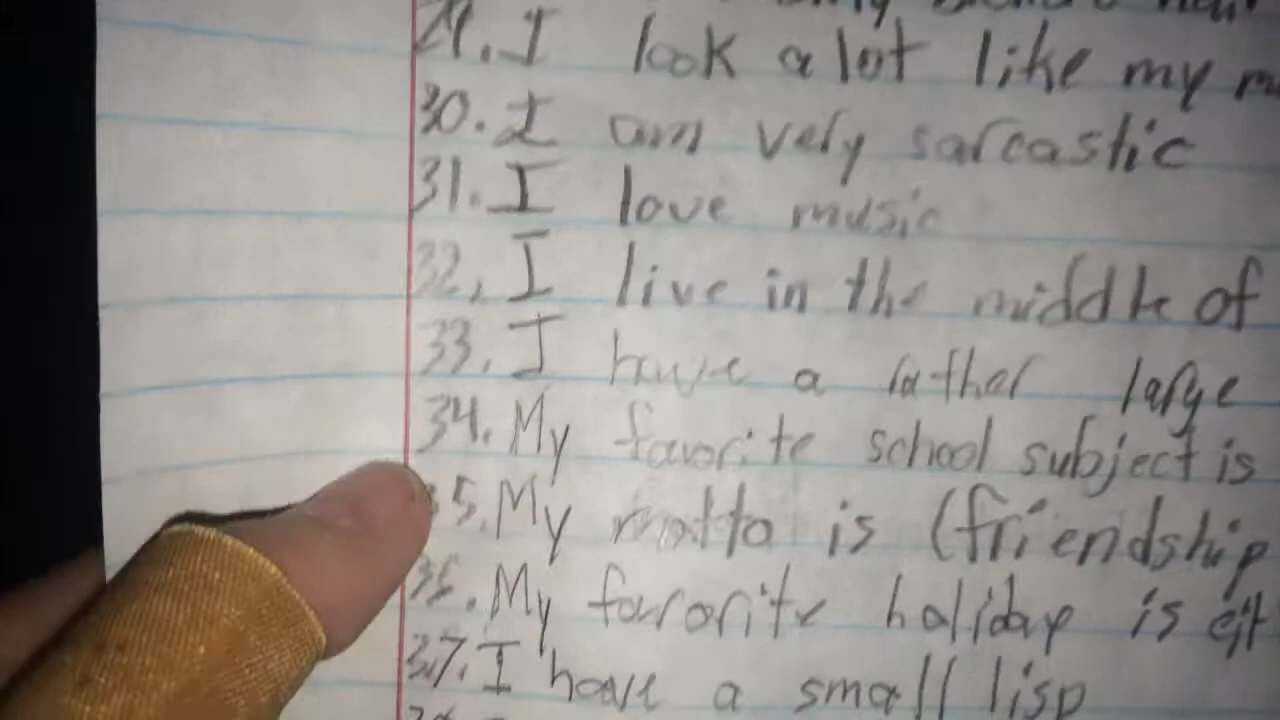 29. I look a lot like my
30. I am very sarcastic
31. I love music
32, I live in the middle of
33. I have a rather large
34. My favorite school subject is
35. My motto is (friendship
36. My favorite holiday is
37. I have a small lisp